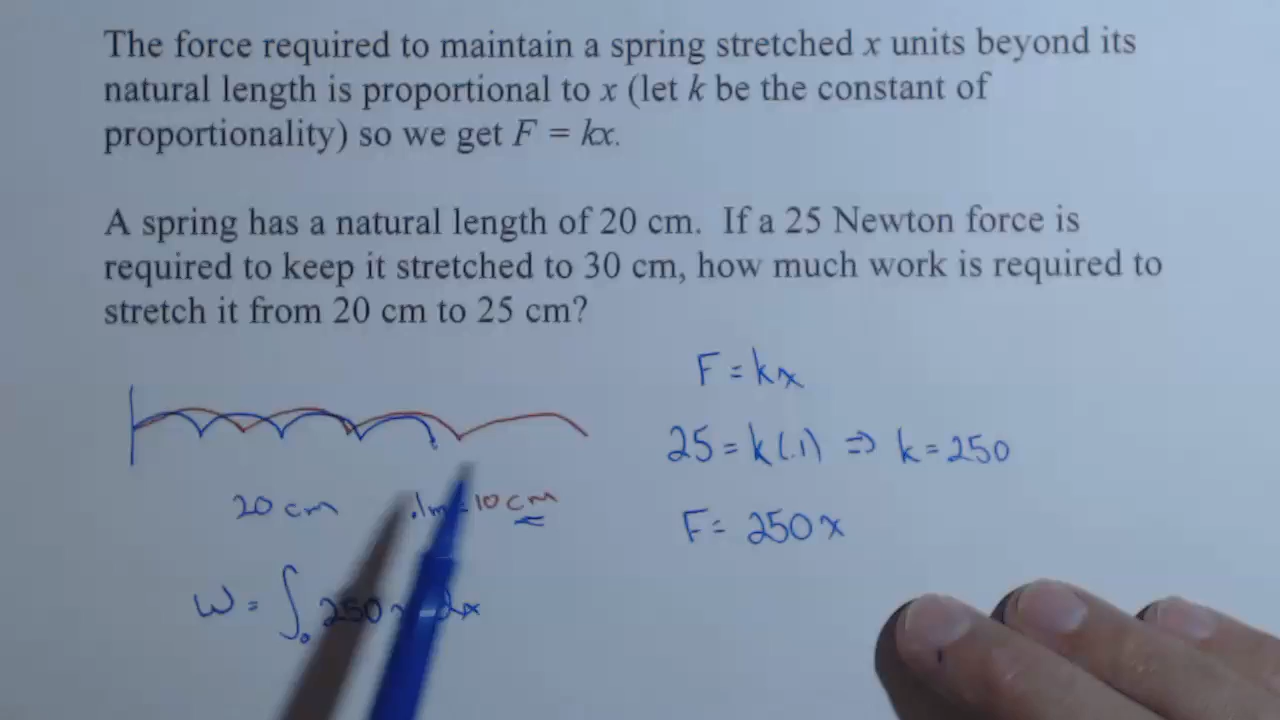 The force required to maintain a spring stretched x units beyond its
natural length is proportional to x (let k be the constant of
proportionality) so we get F = kx.
A spring has a natural length of 20 cm. If a 25 Newton force is
required to keep it stretched to 30 cm, how much work is required to
stretch it from 20 cm to 25 cm?
F = kx
25 = k(.1) ⇒ k = 250
20 cm .1m = 10 cm
F = 250x
W = ∫₀ 250x dx